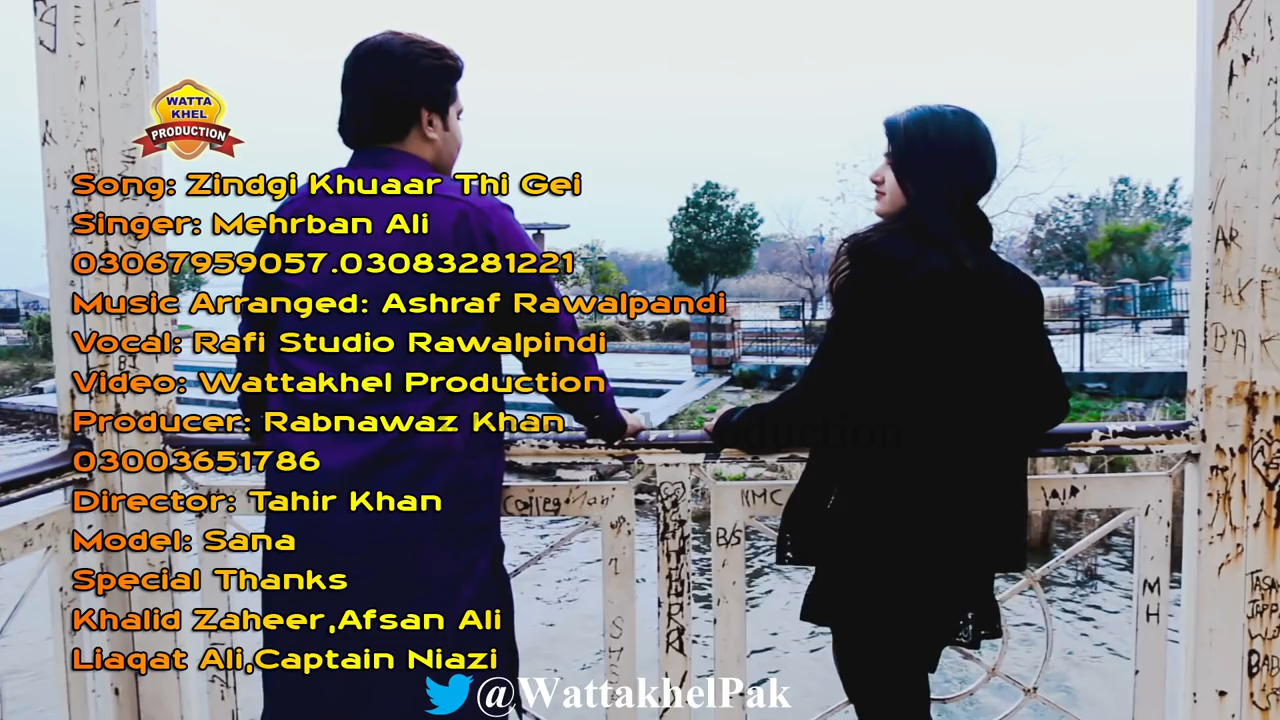 WATTA
KHEL
PRODUCTION
Song: Zindgi Khuaar Thi Gei
Singer: Mehrban Ali
03067959057.03083281221
Music Arranged: Ashraf Rawalpandi
Vocal: Rafi Studio Rawalpindi
Video: Wattakhel Production
Producer: Rabnawaz Khan
03003651786
Director: Tahir Khan
Model: Sana
Special Thanks
Khalid Zaheer,Afsan Ali
Liaqat Ali,Captain Niazi
@WattakhelPak
KMC
B/S
M
H
AR